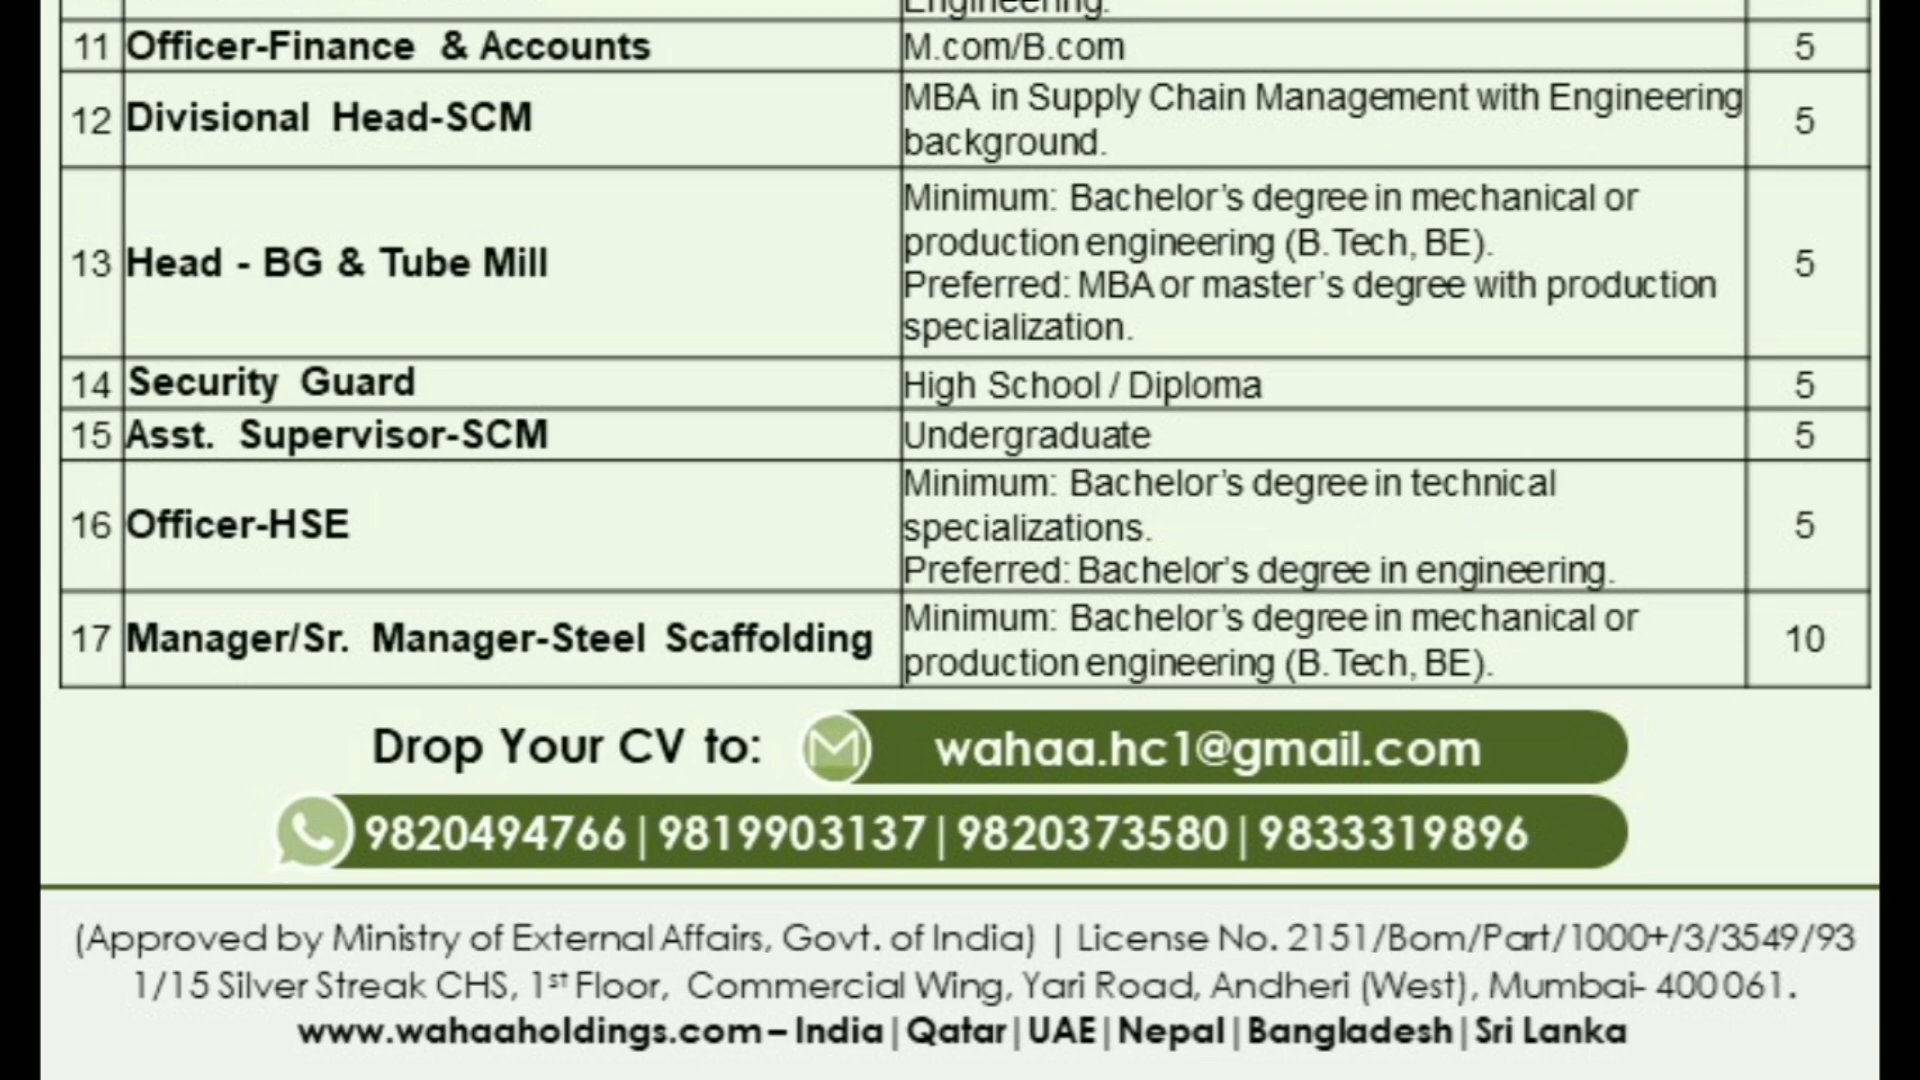 Engineering.
11 Officer-Finance & Accounts M.com/B.com 5
12 Divisional Head-SCM MBA in Supply Chain Management with Engineering
background. 5
13 Head - BG & Tube Mill Minimum: Bachelor’s degree in mechanical or
production engineering (B.Tech, BE).
Preferred: MBA or master’s degree with production
specialization. 5
14 Security Guard High School / Diploma 5
15 Asst. Supervisor-SCM Undergraduate 5
16 Officer-HSE Minimum: Bachelor’s degree in technical
specializations.
Preferred: Bachelor’s degree in engineering. 5
17 Manager/Sr. Manager-Steel Scaffolding Minimum: Bachelor’s degree in mechanical or
production engineering (B.Tech, BE). 10
Drop Your CV to: wahaa.hc1@gmail.com
9820494766|9819903137|9820373580|9833319896
(Approved by Ministry of External Affairs, Govt. of India) | License No. 2151/Bom/Part/1000+/3/3549/93
1/15 Silver Streak CHS, 1st Floor, Commercial Wing, Yari Road, Andheri (West), Mumbai- 400061.
www.wahaaholdings.com– India|Qatar|UAE|Nepal|Bangladesh|Sri Lanka